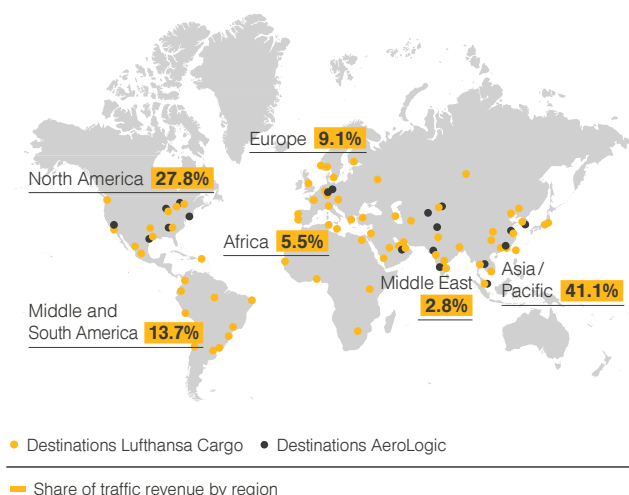 Europe 9.1%
North America 27.8%
Africa 5.5%
Middle East
2.8%
Asia/
Pacific 41.1%
Middle and
South America 13.7%
Destinations Lufthansa Cargo
Destinations AeroLogic
Share of traffic revenue by region